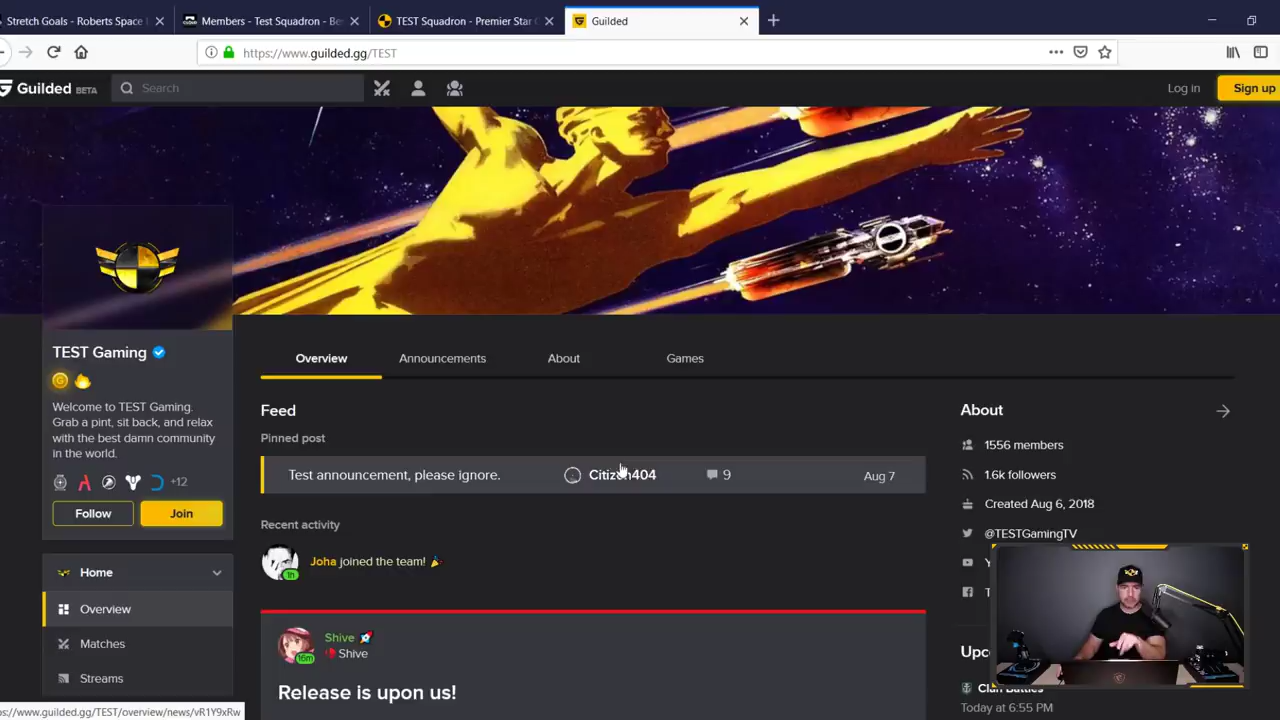 Stretch Goals - Roberts Space I
Members - Test Squadron - Be
TEST Squadron - Premier Star C
Guilded
https://www.guilded.gg/TEST
Guilded BETA
Search
Log in
Sign up
TEST Gaming
Welcome to TEST Gaming.
Grab a pint, sit back, and relax
with the best damn community
in the world.
+12
Follow
Join
Home
Overview
Matches
Streams
Overview
Announcements
About
Games
Feed
Pinned post
Test announcement, please ignore.
Citizen404
9
Aug 7
Recent activity
1h
Joha joined the team!
16m
Shive
Shive
Release is upon us!
About
1556 members
1.6k followers
Created Aug 6, 2018
@TESTGamingTV
Y
T
Upc
Clan Battles
Today at 6:55 PM
ps://www.guilded.gg/TEST/overview/news/vR1Y9xRw